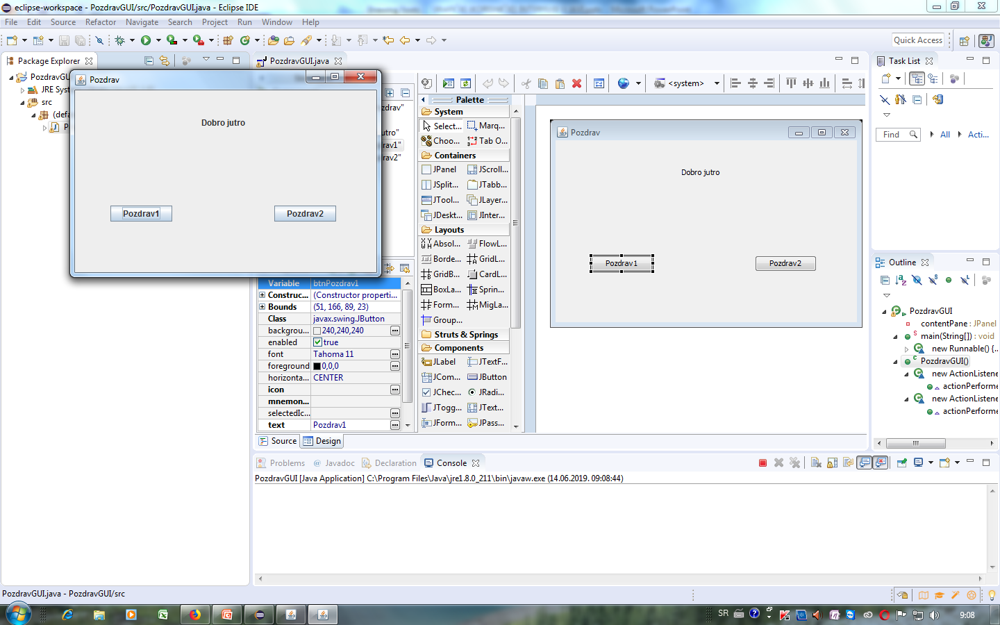 eclipse-workspace - PozdravGUI/src/PozdravGUI.java - Eclipse IDE
File Edit Source Refactor Navigate Search Project Run Window Help
Quick Access
Package Explorer
PozdravGU
JRE Syst
src
(defa
P
Pozdrav
Dobro jutro
Pozdrav1
Pozdrav2
PozdravGUI.java
zdrav"
utro"
rav1"
rav2"
<system>
Palette
System
Select... Marq...
Choo... Tab O...
Containers
JPanel JScroll...
JSplit... JTabb...
JTool... JLayer...
JDeskt... JInter...
Layouts
Absol... FlowL...
Borde... GridL...
GridB... CardL...
BoxLa... Sprin...
Form... MigLa...
Group...
Struts & Springs
Components
JLabel JTextF...
JCom... JButton
JChec... JRadi...
JTogg... JText...
JForm... JPass...
Variable btnPozdrav1
Construc... (Constructor properti...
Bounds (51, 166, 89, 23)
Class javax.swing.JButton
backgrou... 240,240,240
enabled true
font Tahoma 11
foreground 0,0,0
horizonta... CENTER
icon
mnemon...
selectedIc...
text Pozdrav1
Source Design
Pozdrav
Dobro jutro
Pozdrav1
Pozdrav2
Task List
Find All Acti...
Outline
PozdravGUI
contentPane : JPanel
main(String[]) : void
new Runnable() {...
PozdravGUI()
new ActionListene
actionPerforme
new ActionListene
actionPerforme
Problems @ Javadoc Declaration Console
PozdravGUI [Java Application] C:\Program Files\Java\jre1.8.0_211\bin\javaw.exe (14.06.2019. 09:08:44)
PozdravGUI.java - PozdravGUI/src
SR
9:08